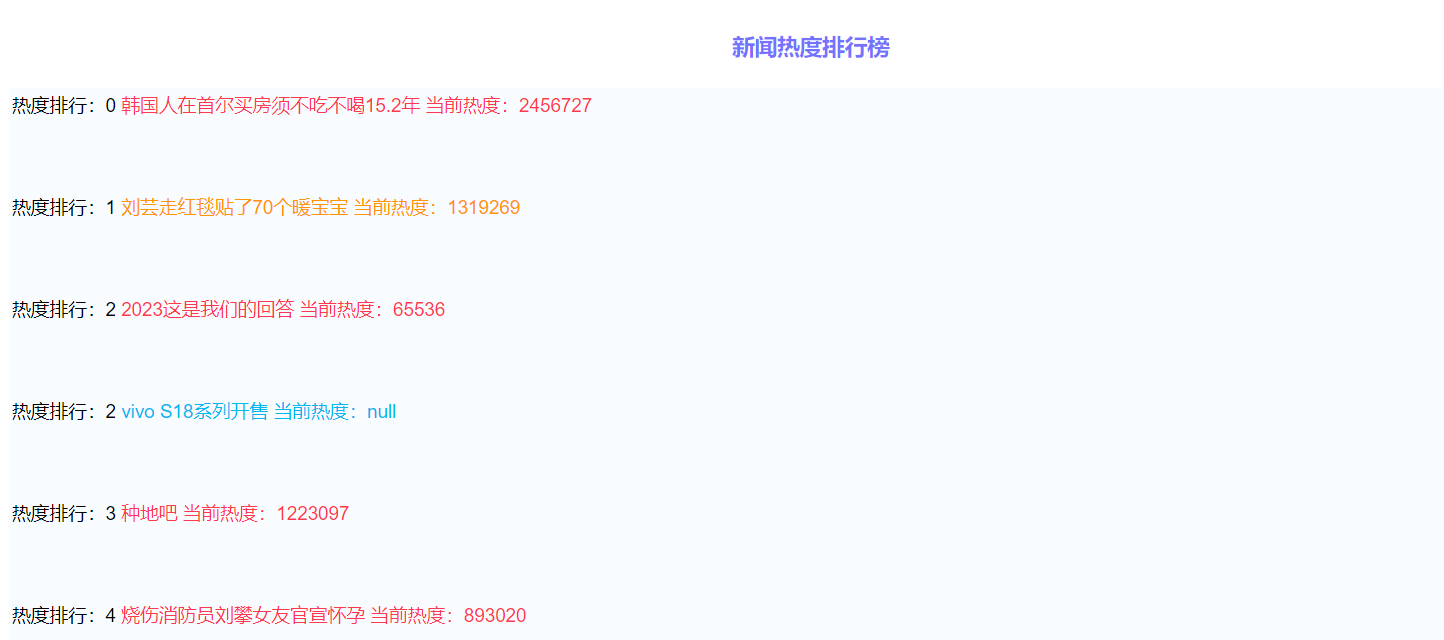 新闻热度排行榜
热度排行：0 韩国人在首尔买房须不吃不喝15.2年 当前热度：2456727
热度排行：1 刘芸走红毯贴了70个暖宝宝 当前热度：1319269
热度排行：2 2023这是我们的回答 当前热度：65536
热度排行：2 vivo S18系列开售 当前热度：null
热度排行：3 种地吧 当前热度：1223097
热度排行：4 烧伤消防员刘攀女友官宣怀孕 当前热度：893020